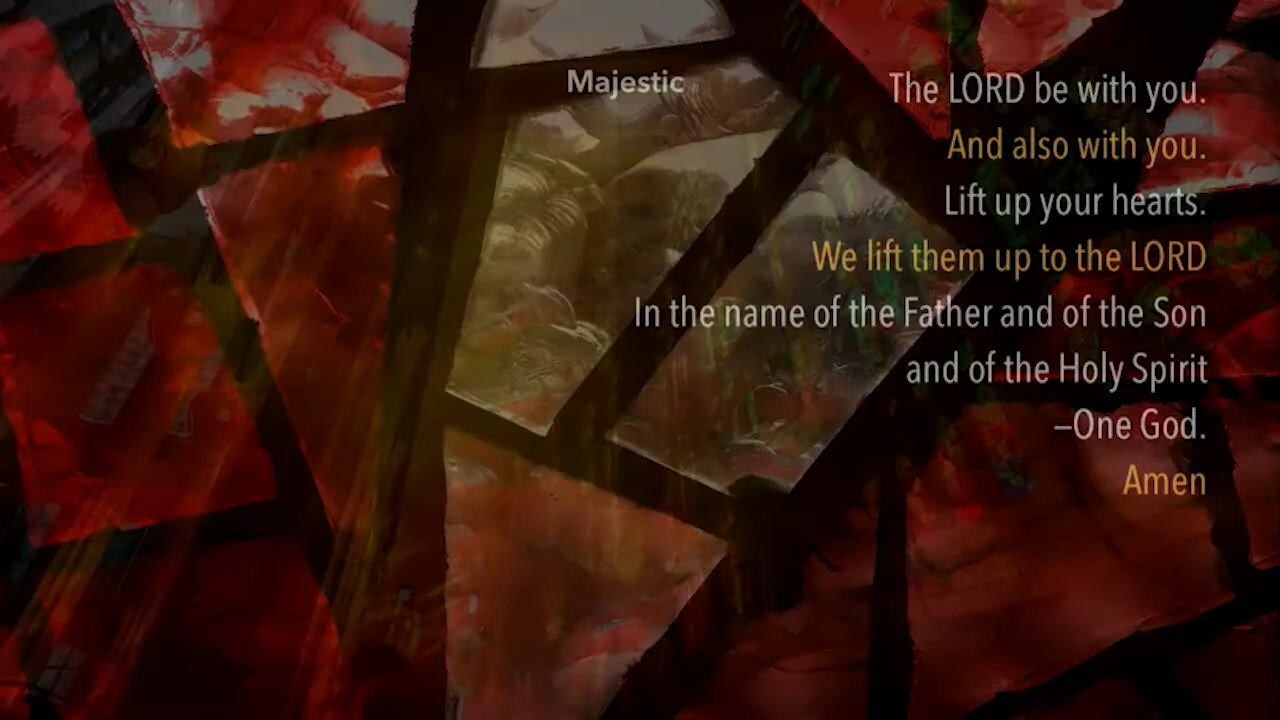 Majestic
The LORD be with you.
And also with you.
Lift up your hearts.
We lift them up to the LORD
In the name of the Father and of the Son
and of the Holy Spirit
–One God.
Amen